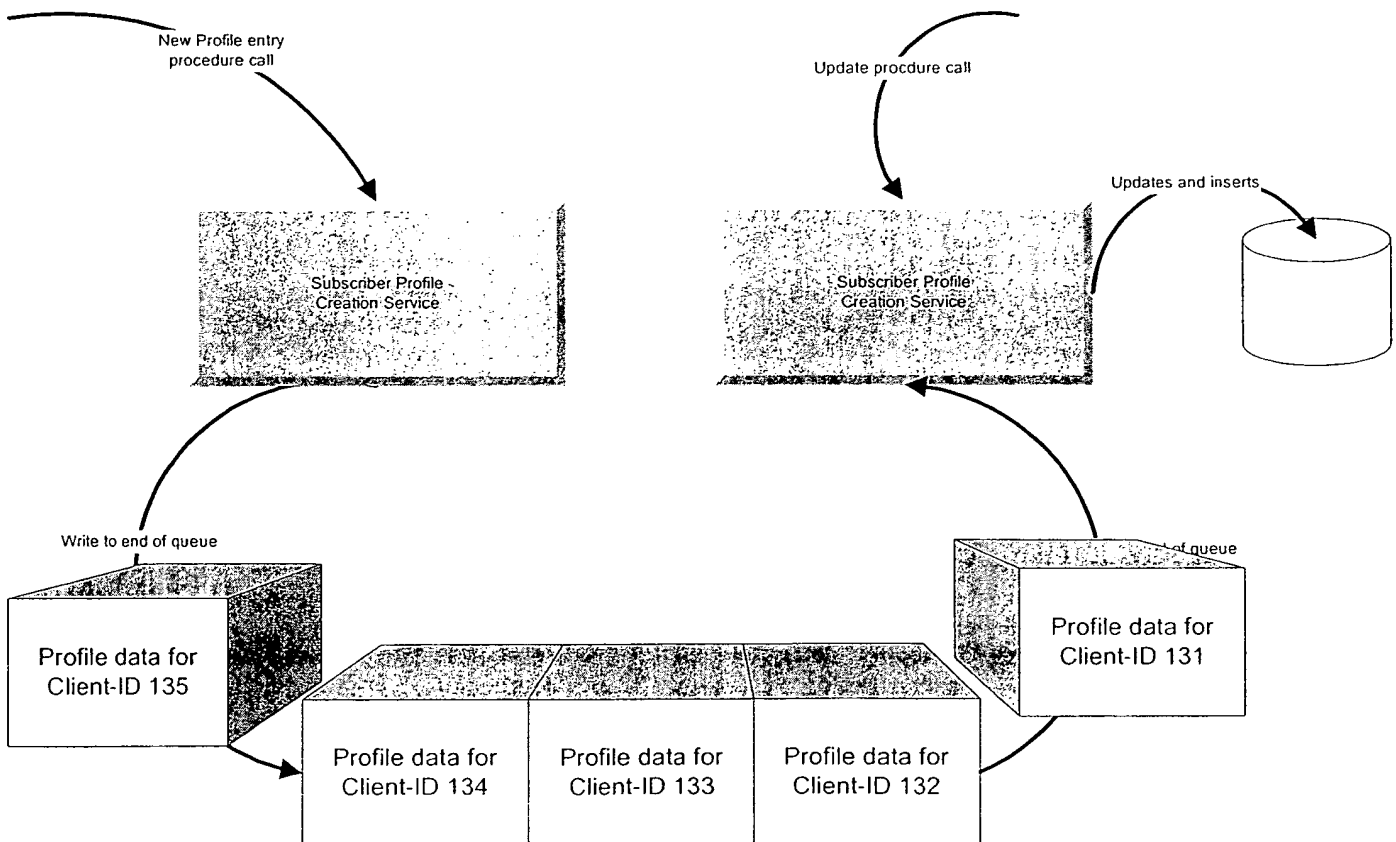 New Profile entry
procedure call
Update procdure call
Updates and inserts
Subscriber Profile
Creation Service
Subscriber Profile
Creation Service
Write to end of queue
of queue
Profile data for
Client-ID 135
Profile data for
Client-ID 131
Profile data for
Client-ID 134
Profile data for
Client-ID 133
Profile data for
Client-ID 132